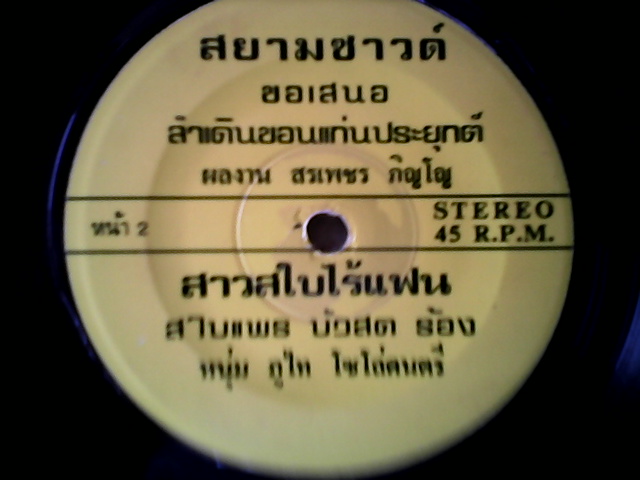 สยามซาวด์
ขอเสนอ
ลำเดินขอนแก่นประยุกต์
ผลงาน สรเพชร ภิญโญ
หน้า 2
STEREO
45 R.P.M.
สาวสไบไร้แฟน
สไบแพร บัวสด ร้อง
หนุ่ม ภูไท โซโล่ดนตรี